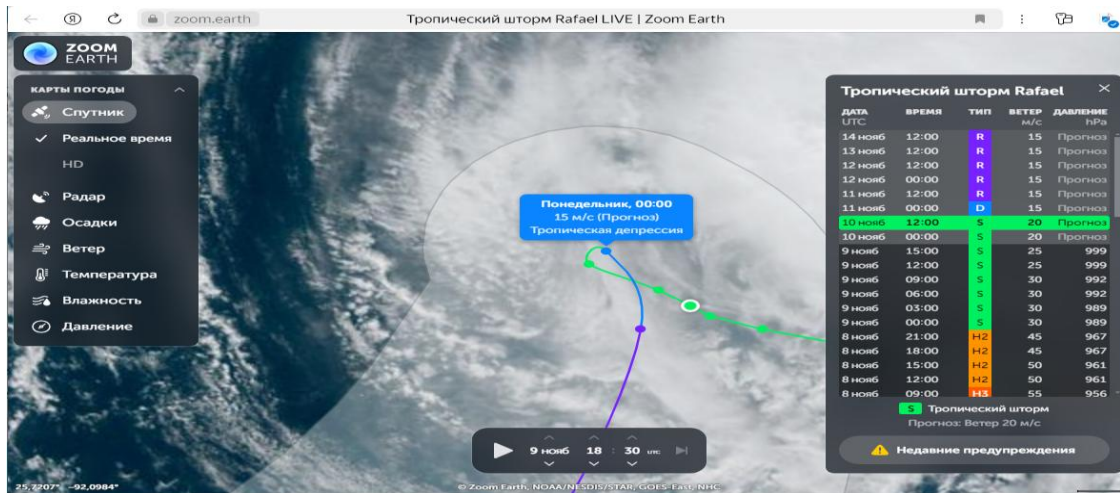 zoom.earth
Тропический шторм Rafael LIVE | Zoom Earth
ZOOM
EARTH
КАРТЫ ПОГОДЫ
Спутник
Реальное время
HD
Радар
Осадки
Ветер
Температура
Влажность
Давление
Понедельник, 00:00
15 м/с (Прогноз)
Тропическая депрессия
Тропический шторм Rafael
ДАТА ВРЕМЯ ТИП ВЕТЕР ДАВЛЕНИЕ
UTC м/с hPa
14 нояб 12:00 R 15 Прогноз
13 нояб 12:00 R 15 Прогноз
12 нояб 12:00 R 15 Прогноз
12 нояб 00:00 R 15 Прогноз
11 нояб 12:00 R 15 Прогноз
11 нояб 00:00 D 15 Прогноз
10 нояб 12:00 S 20 Прогноз
10 нояб 00:00 S 20 Прогноз
9 нояб 15:00 S 25 999
9 нояб 12:00 S 25 999
9 нояб 09:00 S 30 992
9 нояб 06:00 S 30 992
9 нояб 03:00 S 30 989
9 нояб 00:00 S 30 989
8 нояб 21:00 H2 45 967
8 нояб 18:00 H2 45 967
8 нояб 15:00 H2 50 961
8 нояб 12:00 H2 50 961
8 нояб 09:00 H3 55 956
S Тропический шторм
Прогноз: Ветер 20 м/с
Недавние предупреждения
9 нояб 18 : 30 UTC
25,7207°, -92,0984°
© Zoom Earth, NOAA/NESDIS/STAR, GOES-East, NHC